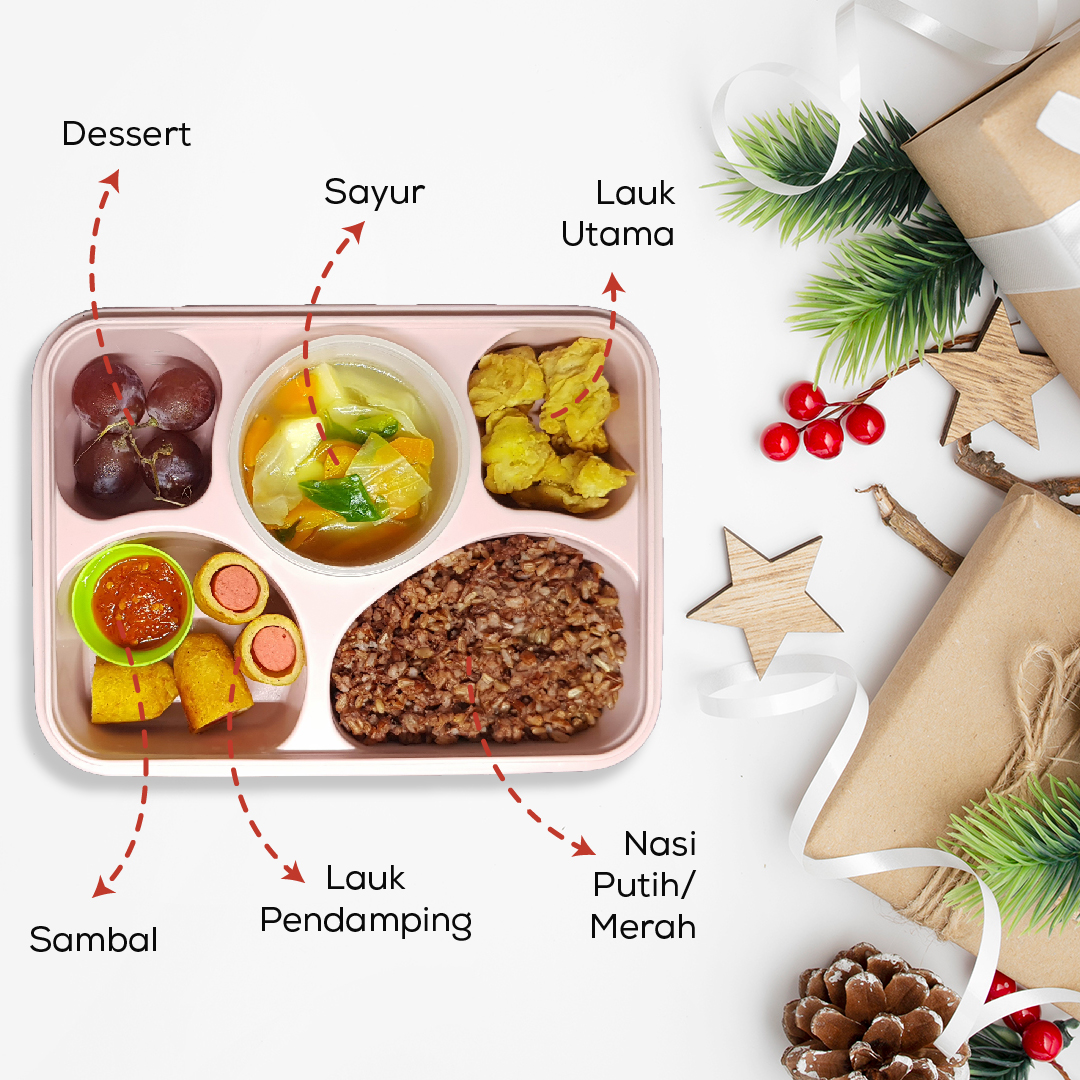 Dessert
Sayur
Lauk
Utama
Sambal
Lauk
Pendamping
Nasi
Putih/
Merah